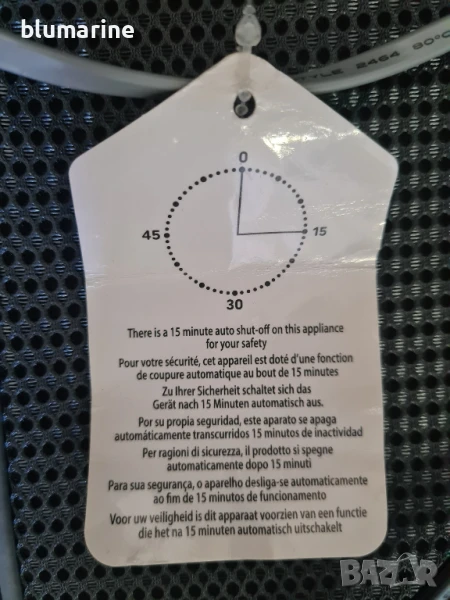 blumarine
STYLE 2464 80°C
0
45
15
30
There is a 15 minute auto shut-off on this appliance
for your safety
Pour votre sécurité, cet appareil est doté d'une fonction
de coupure automatique au bout de 15 minutes
Zu Ihrer Sicherheit schaltet sich das
Gerät nach 15 Minuten automatisch aus.
Por su propia seguridad, este aparato se apaga
automáticamente transcurridos 15 minutos de inactividad
Per ragioni di sicurezza, il prodotto si spegne
automaticamente dopo 15 minuti
Para sua segurança, o aparelho desliga-se automaticamente
ao fim de 15 minutos de funcionamento
Voor uw veiligheid is dit apparaat voorzien van een functie
die het na 15 minuten automatisch uitschakelt
BAZAR